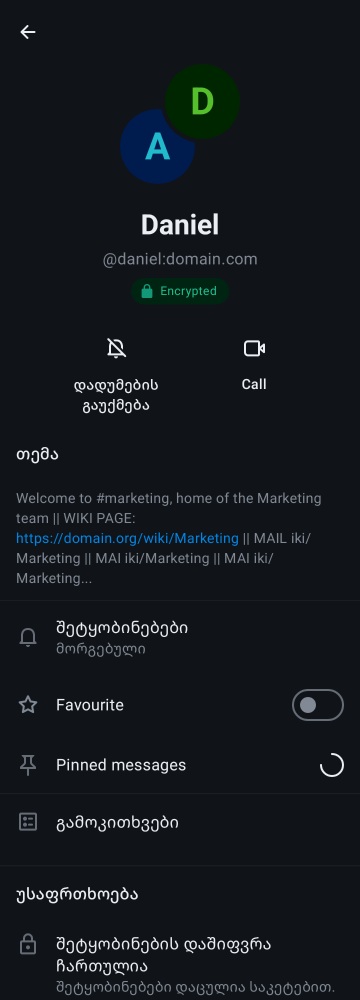 D
A
Daniel
@daniel:domain.com
Encrypted
დადუმების
გაუქმება
Call
თემა
Welcome to #marketing, home of the Marketing
team || WIKI PAGE:
https://domain.org/wiki/Marketing || MAIL iki/
Marketing || MAI iki/Marketing || MAI iki/
Marketing...
შეტყობინებები
მორგებული
Favourite
Pinned messages
გამოკითხვები
უსაფრთხოება
შეტყობინების დაშიფვრა
ჩართულია
შეტყობინებები დაცულია საკეტებით.